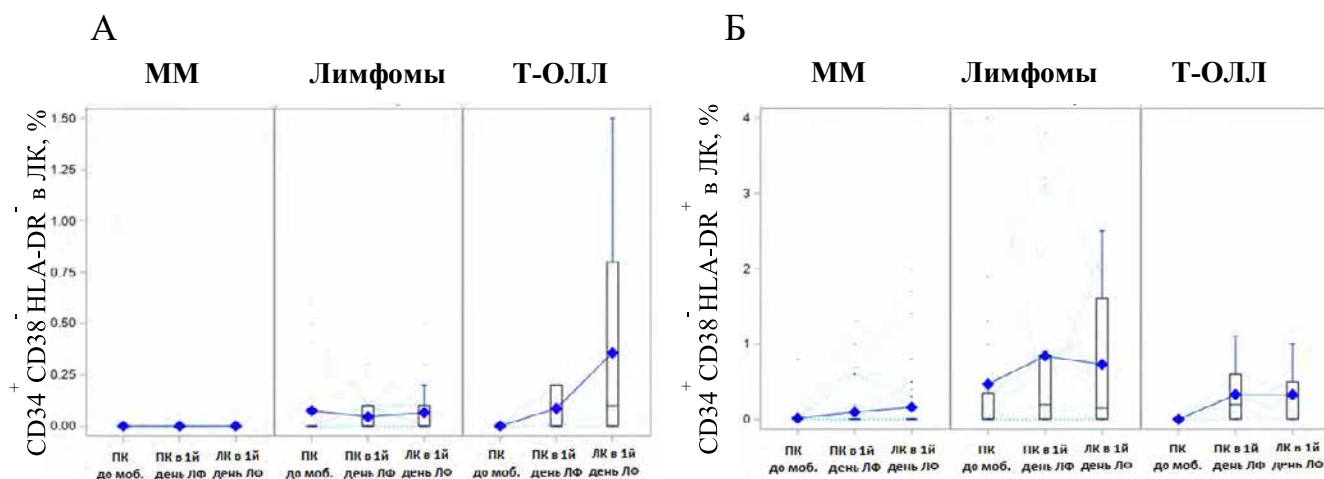 А
Б
ММ Лимфомы Т-ОЛЛ
ММ Лимфомы Т-ОЛЛ
CD34+ CD38- HLA-DR- в ЛК, %
1.50
1.25
1.00
0.75
0.50
0.25
0.00
ПК до моб.
ПК в 1й день ЛФ
ЛК в 1й день ЛФ
ПК до моб.
ПК в 1й день ЛФ
ЛК в 1й день ЛФ
ПК до моб.
ПК в 1й день ЛФ
ЛК в 1й день ЛФ
CD34+ CD38- HLA-DR+ в ЛК, %
4
3
2
1
0
ПК до моб.
ПК в 1й день ЛФ
ЛК в 1й день ЛФ
ПК до моб.
ПК в 1й день ЛФ
ЛК в 1й день ЛФ
ПК до моб.
ПК в 1й день ЛФ
ЛК в 1й день ЛФ